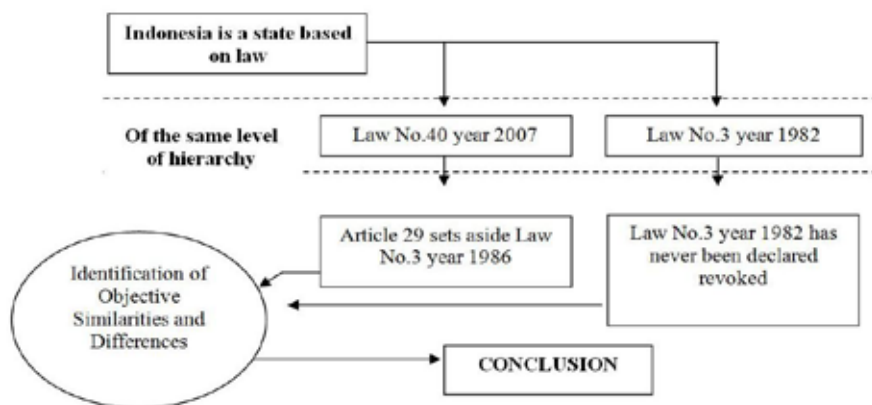 Indonesia is a state based
on law
Of the same level
of hierarchy
Law No.40 year 2007
Law No.3 year 1982
Article 29 sets aside Law
No.3 year 1986
Law No.3 year 1982 has
never been declared
revoked
Identification of
Objective
Similarities and
Differences
CONCLUSION